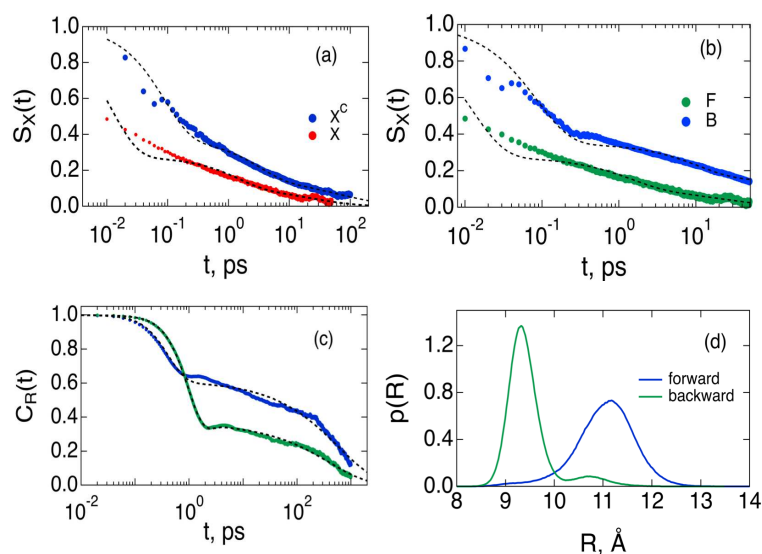 1.0
0.8
0.6
0.4
0.2
0.0
S_X(t)
(a)
X^C
X
10^-2 10^-1 10^0 10^1 10^2
t, ps
1.0
0.8
0.6
0.4
0.2
0.0
S_X(t)
(b)
F
B
10^-2 10^-1 10^0 10^1
t, ps
1.0
0.8
0.6
0.4
0.2
0.0
C_R(t)
(c)
10^-2 10^0 10^2
t, ps
1.2
0.8
0.4
0.0
p(R)
(d)
forward
backward
8 9 10 11 12 13 14
R, Å